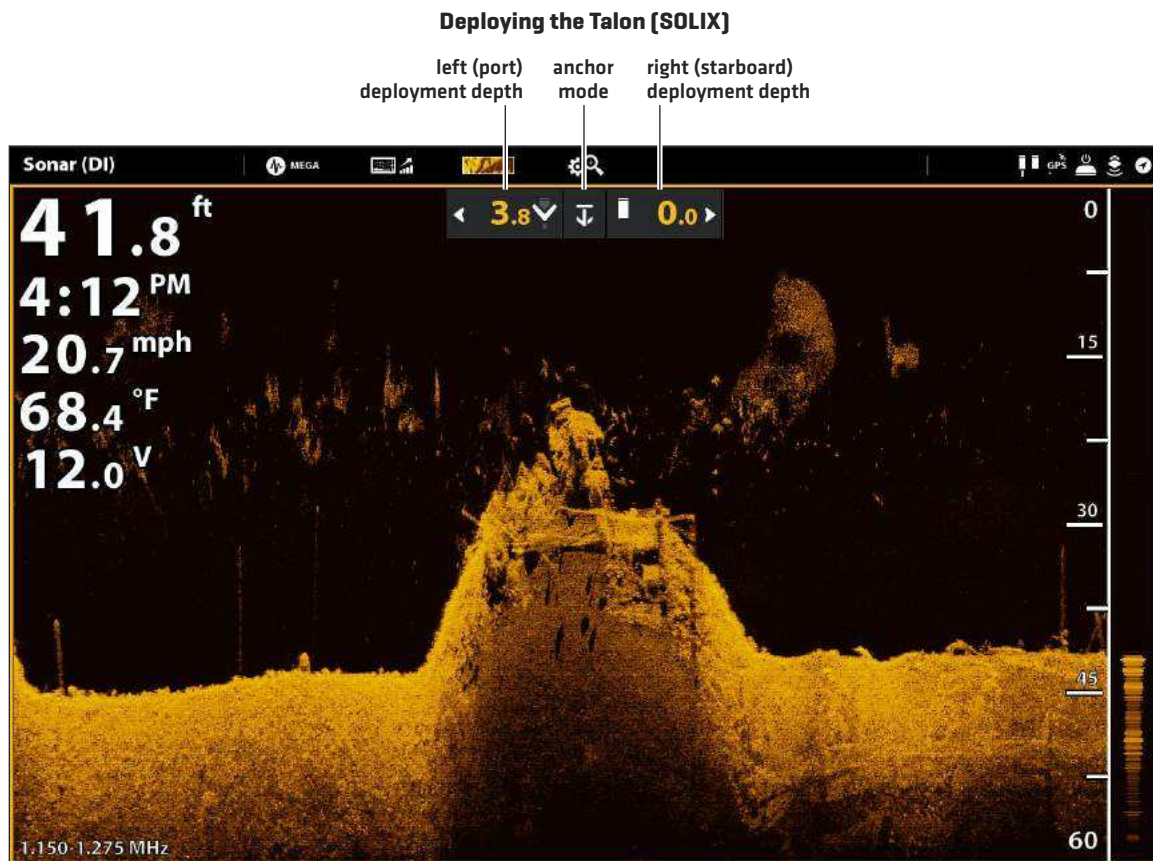 Deploying the Talon (SOLIX)
left (port)
deployment depth
anchor
mode
right (starboard)
deployment depth
Sonar (DI)
MEGA
GPS
3.8
0.0
41.8 ft
4:12 PM
20.7 mph
68.4 °F
12.0 V
0
15
30
45
60
1.150-1.275 MHz